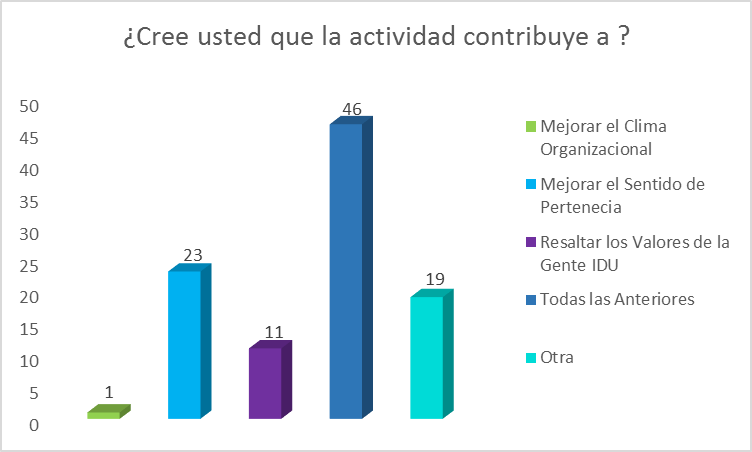 ¿Cree usted que la actividad contribuye a ?
50
45
40
35
30
25
20
15
10
5
0
1
23
11
46
19
Mejorar el Clima
Organizacional
Mejorar el Sentido de
Pertenecia
Resaltar los Valores de la
Gente IDU
Todas las Anteriores
Otra